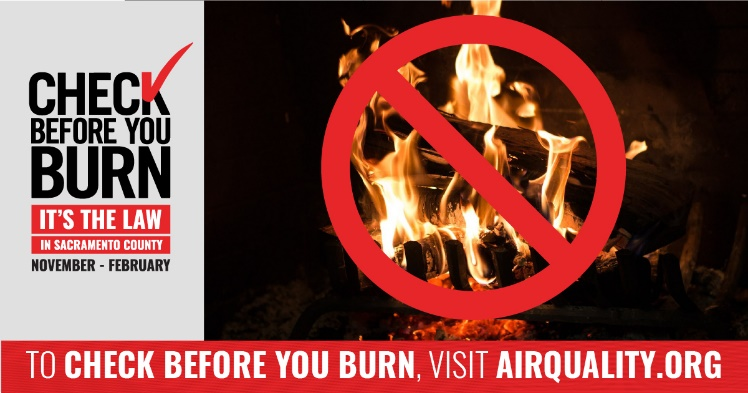 CHECK
BEFORE YOU
BURN
IT'S THE LAW
IN SACRAMENTO COUNTY
NOVEMBER - FEBRUARY
TO CHECK BEFORE YOU BURN, VISIT AIRQUALITY.ORG